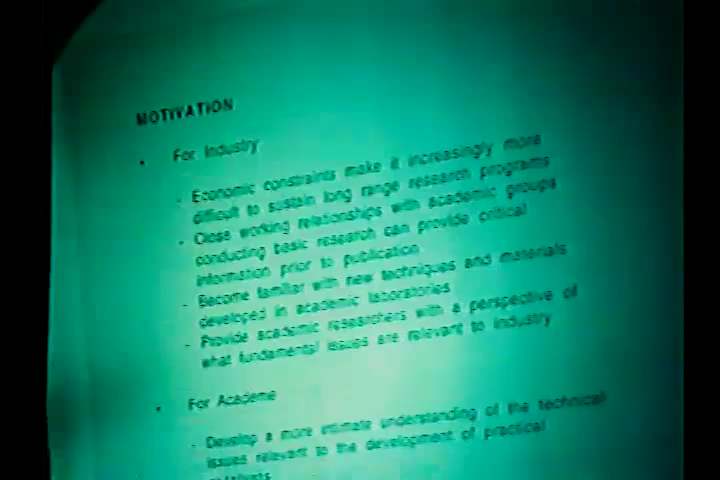 MOTIVATION
• For Industry
- Economic constraints make it increasingly more
difficult to sustain long range research programs
- Close working relationships with academic groups
conducting basic research can provide critical
information prior to publication
- Become familiar with new techniques and materials
developed in academic laboratories
- Provide academic researchers with a perspective of
what fundamental issues are relevant to industry
• For Academe
- Develop a more intimate understanding of the technical
issues relevant to the development of practical
catalysts